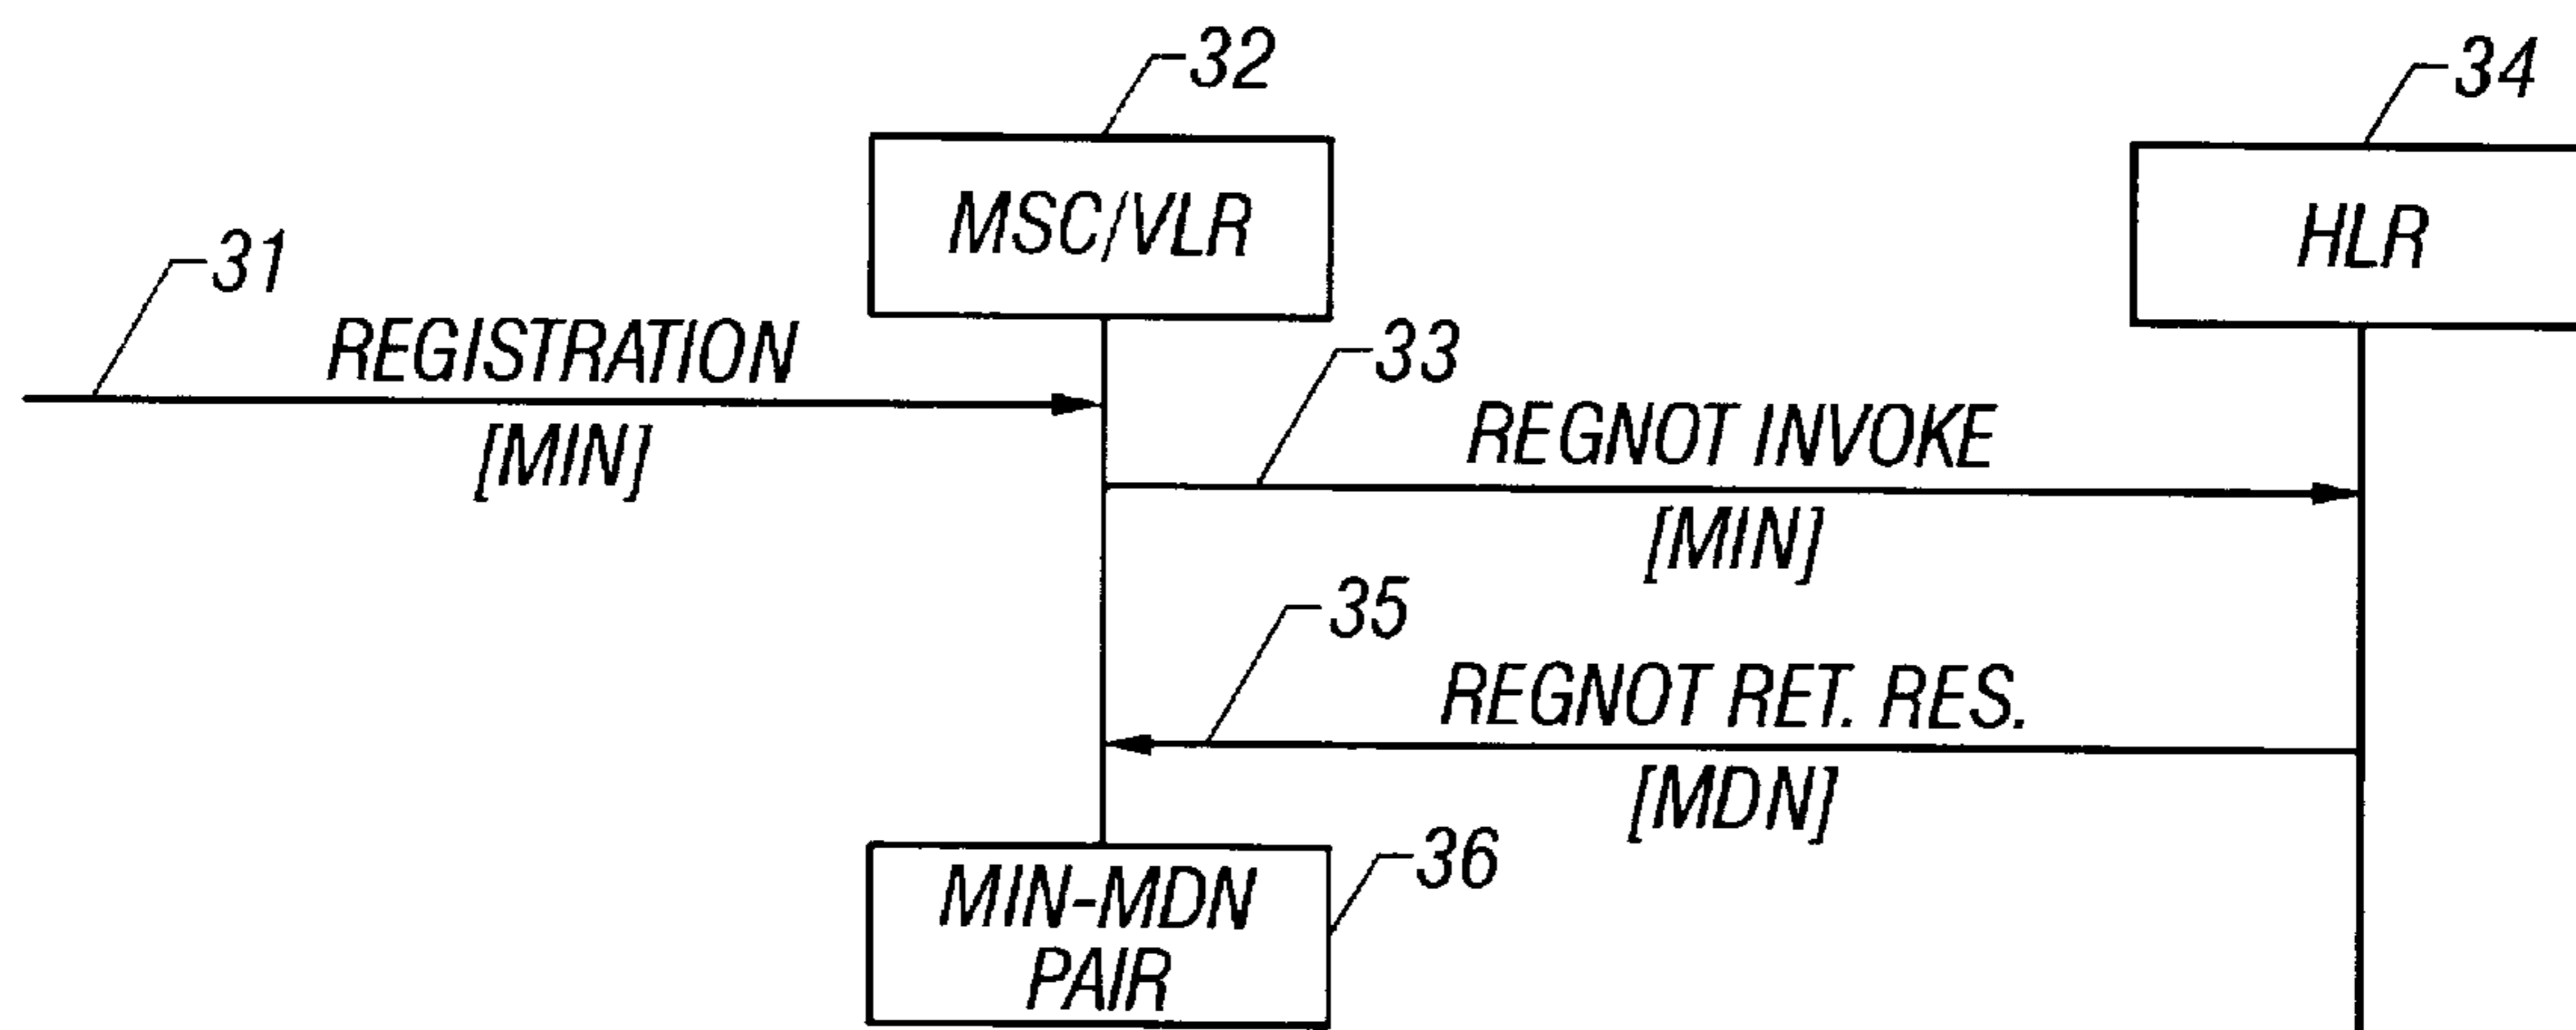 32
34
MSC/VLR
HLR
31
REGISTRATION
[MIN]
33
REGNOT INVOKE
[MIN]
35
REGNOT RET. RES.
[MDN]
36
MIN-MDN
PAIR